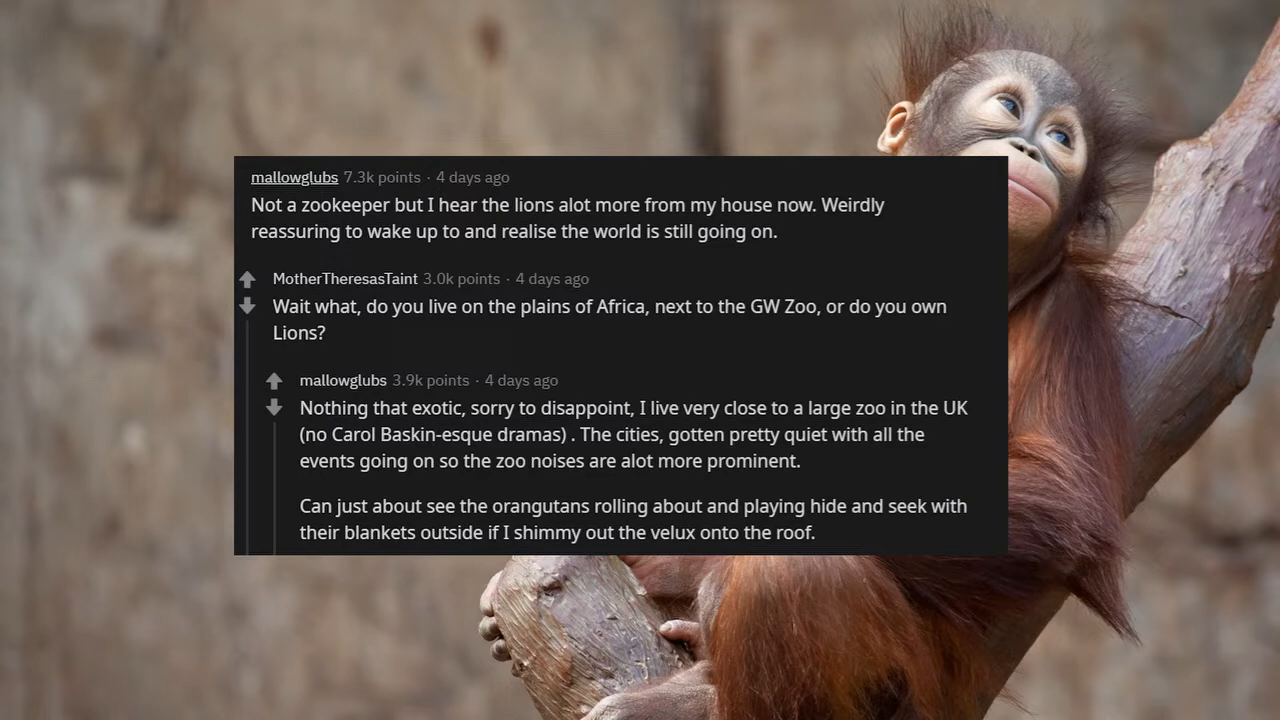 mallowglubs 7.3k points · 4 days ago
Not a zookeeper but I hear the lions alot more from my house now. Weirdly
reassuring to wake up to and realise the world is still going on.
MotherTheresasTaint 3.0k points · 4 days ago
Wait what, do you live on the plains of Africa, next to the GW Zoo, or do you own
Lions?
mallowglubs 3.9k points · 4 days ago
Nothing that exotic, sorry to disappoint, I live very close to a large zoo in the UK
(no Carol Baskin-esque dramas) . The cities, gotten pretty quiet with all the
events going on so the zoo noises are alot more prominent.
Can just about see the orangutans rolling about and playing hide and seek with
their blankets outside if I shimmy out the velux onto the roof.